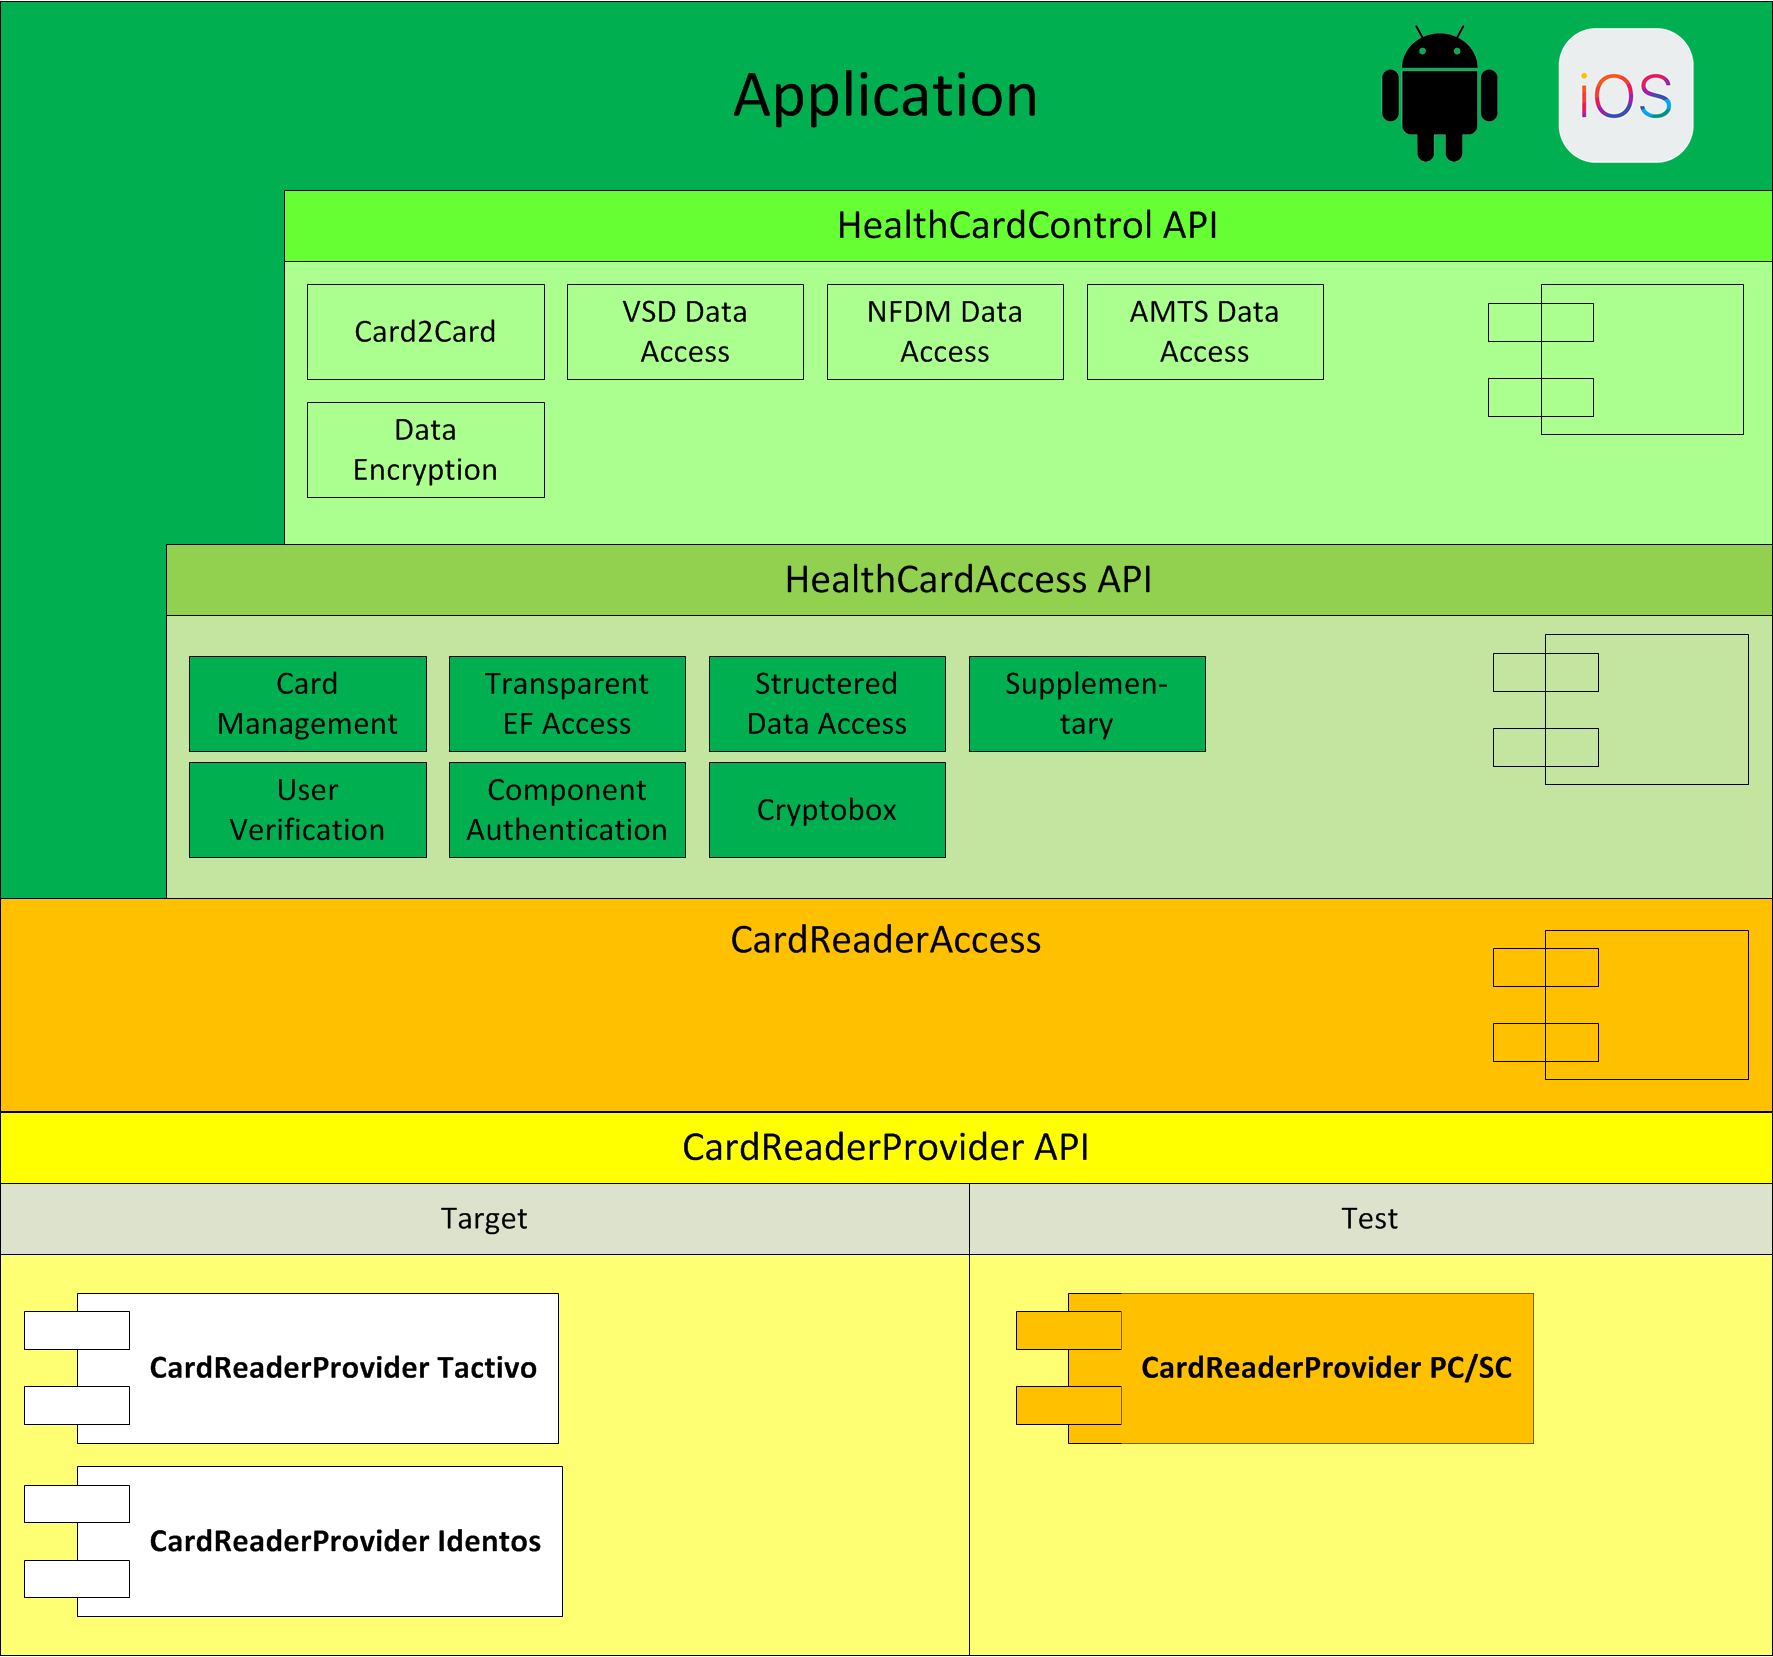 Application
iOS
HealthCardControl API
Card2Card
VSD Data
Access
NFDM Data
Access
AMTS Data
Access
Data
Encryption
HealthCardAccess API
Card
Management
Transparent
EF Access
Structered
Data Access
Supplemen-
tary
User
Verification
Component
Authentication
Cryptobox
CardReaderAccess
CardReaderProvider API
Target
Test
CardReaderProvider Tactivo
CardReaderProvider PC/SC
CardReaderProvider Identos